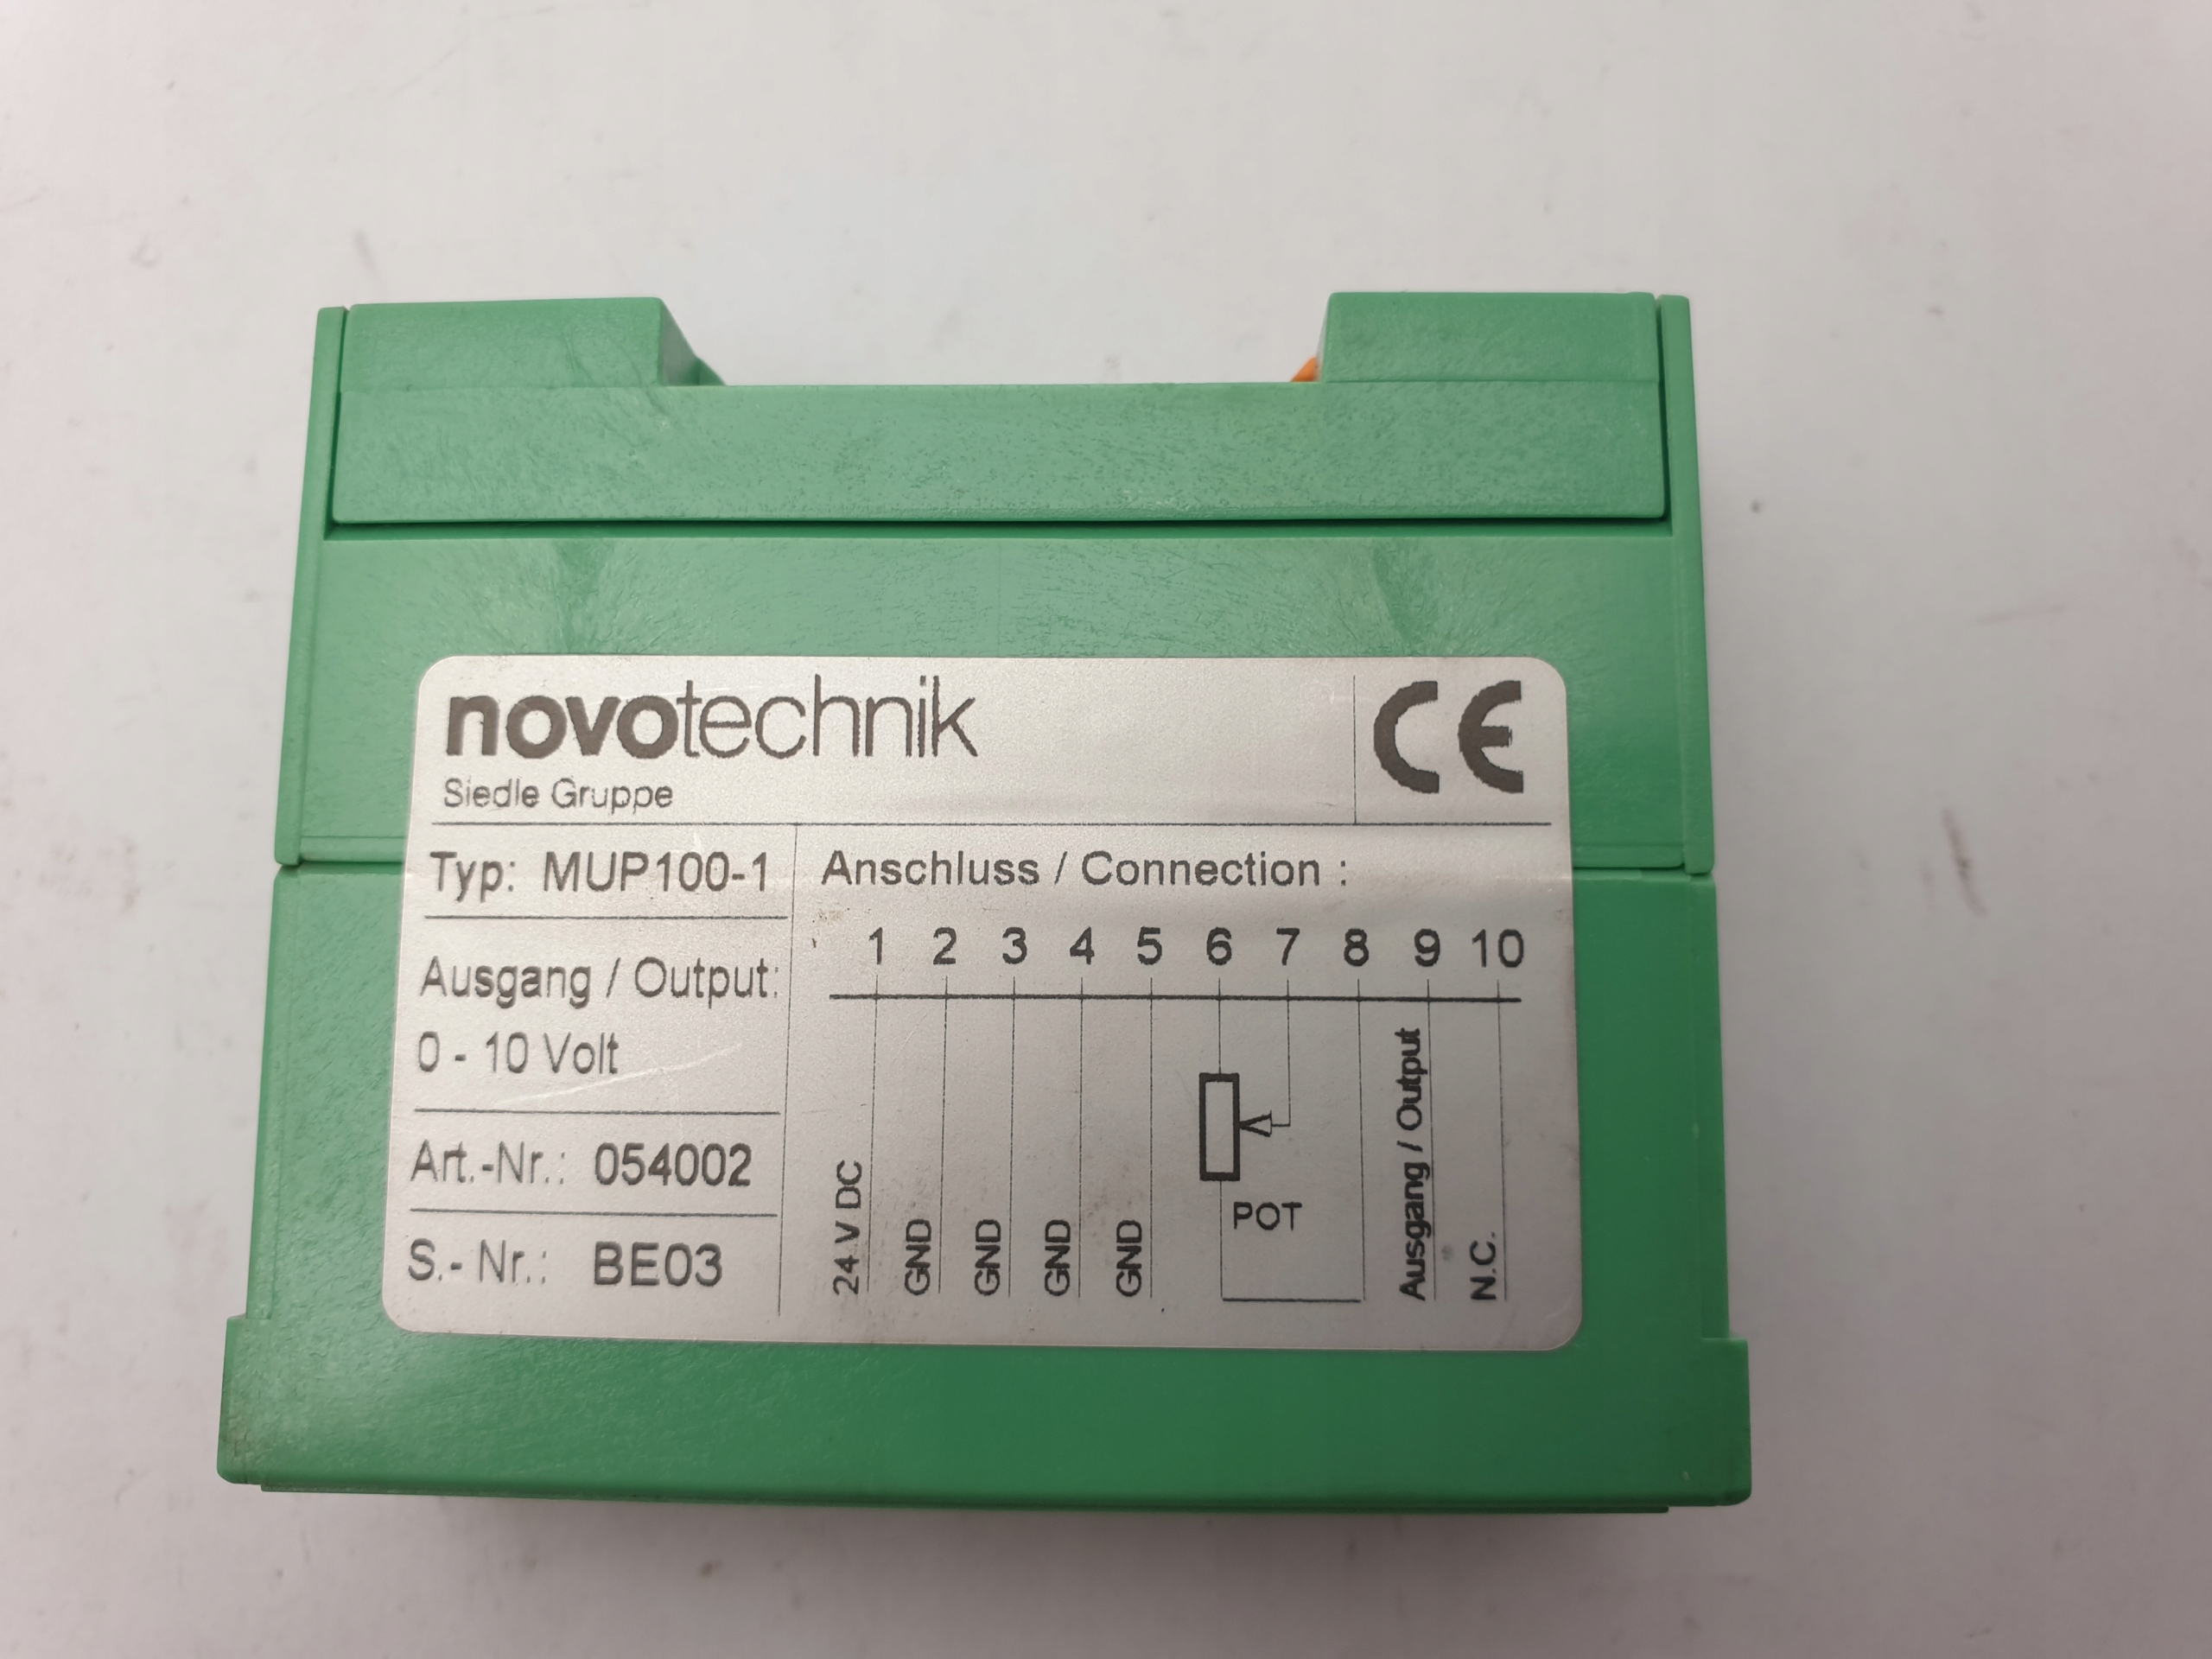 novotechnik
Siedle Gruppe
CE
Typ: MUP100-1
Ausgang / Output:
0 - 10 Volt
Art.-Nr.: 054002
S.- Nr.: BE03
Anschluss / Connection :
1 2 3 4 5 6 7 8 9 10
24 V DC
GND
GND
GND
GND
POT
Ausgang / Output
N.C.